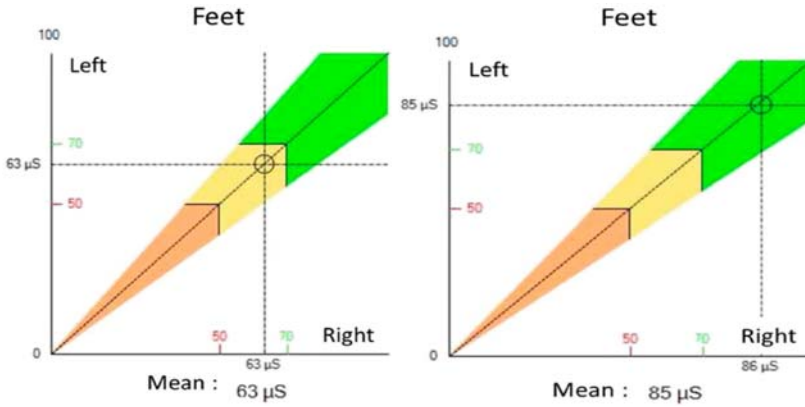 Feet
100
Left
70
63 µS
50
0
50
70
Right
63 µS
Mean : 63 µS
Feet
100
Left
85 µS
70
50
0
50
70
Right
86 µS
Mean : 85 µS